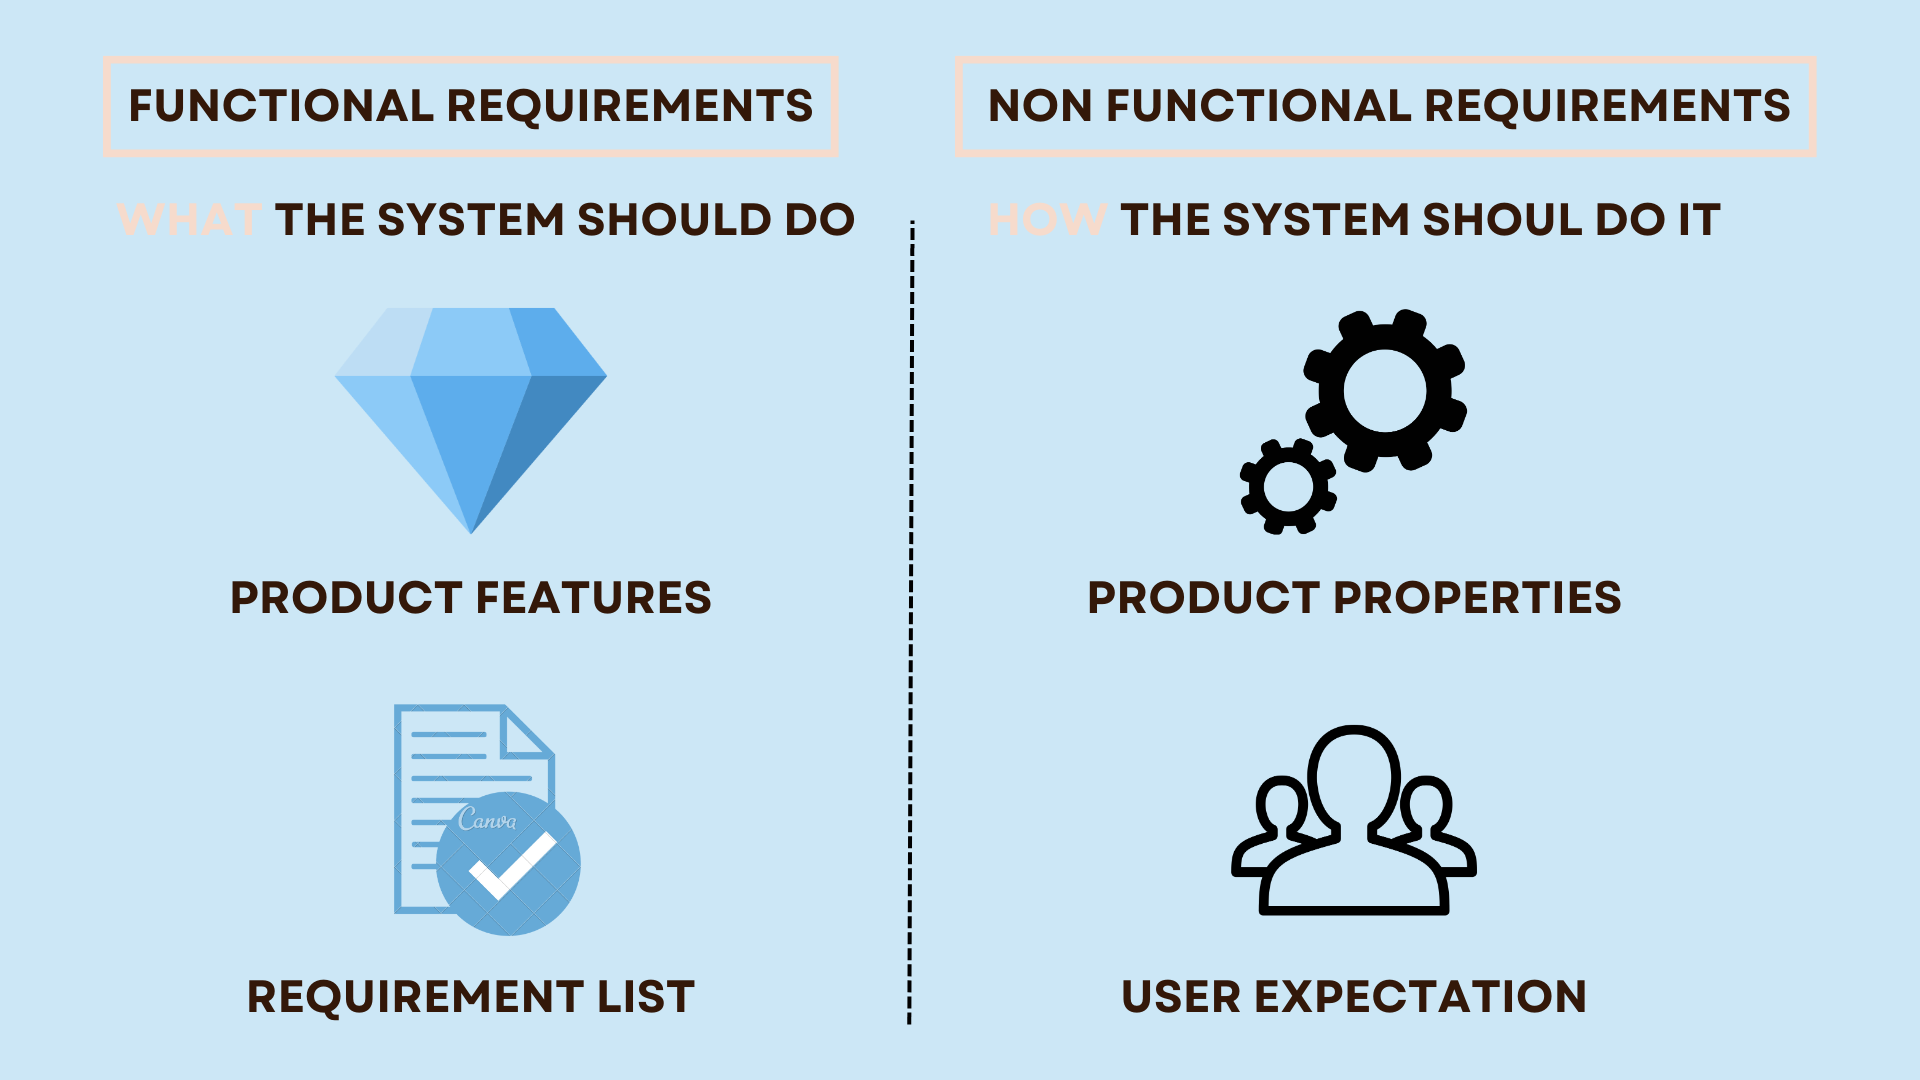 FUNCTIONAL REQUIREMENTS
WHAT THE SYSTEM SHOULD DO
PRODUCT FEATURES
Canva
REQUIREMENT LIST
NON FUNCTIONAL REQUIREMENTS
HOW THE SYSTEM SHOUL DO IT
PRODUCT PROPERTIES
USER EXPECTATION